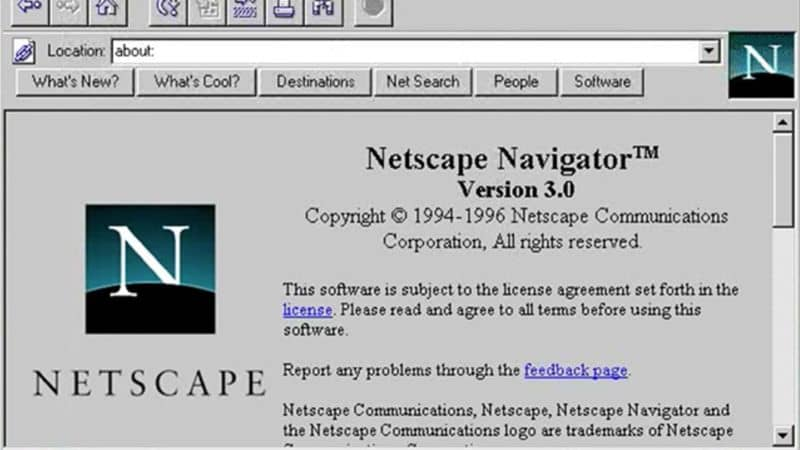 Location: about:
What's New? What's Cool? Destinations Net Search People Software
N
Netscape Navigator™
Version 3.0
Copyright © 1994-1996 Netscape Communications
Corporation, All rights reserved.
N
NETSCAPE
This software is subject to the license agreement set forth in the
license. Please read and agree to all terms before using this
software.
Report any problems through the feedback page.
Netscape Communications, Netscape, Netscape Navigator and
the Netscape Communications logo are trademarks of Netscape